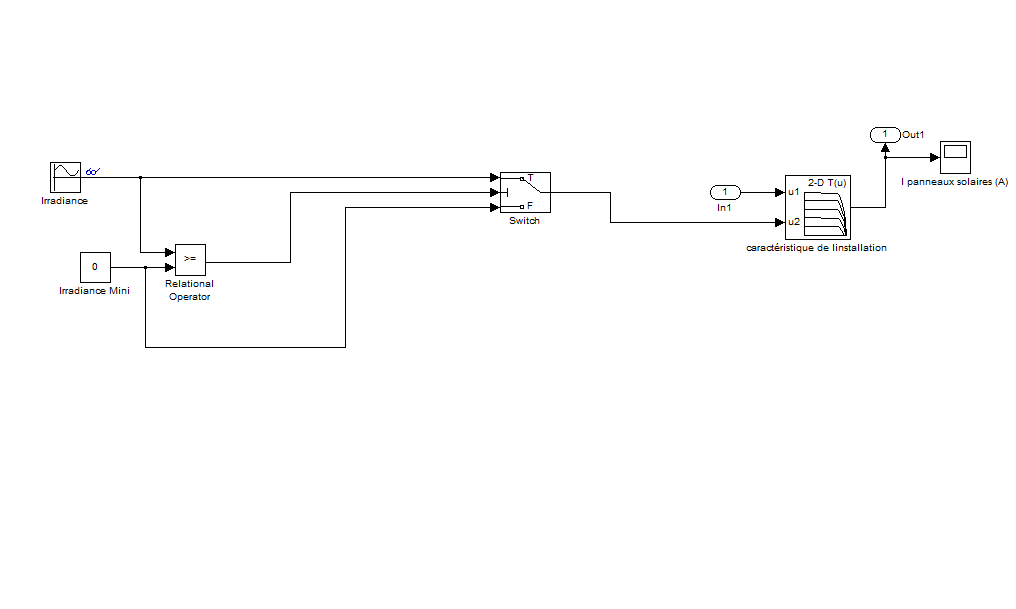 1
Out1
I panneaux solaires (A)
Irradiance
T
F
Switch
2-D T(u)
u1
u2
1
In1
caractéristique de linstallation
0
Irradiance Mini
>=
Relational
Operator